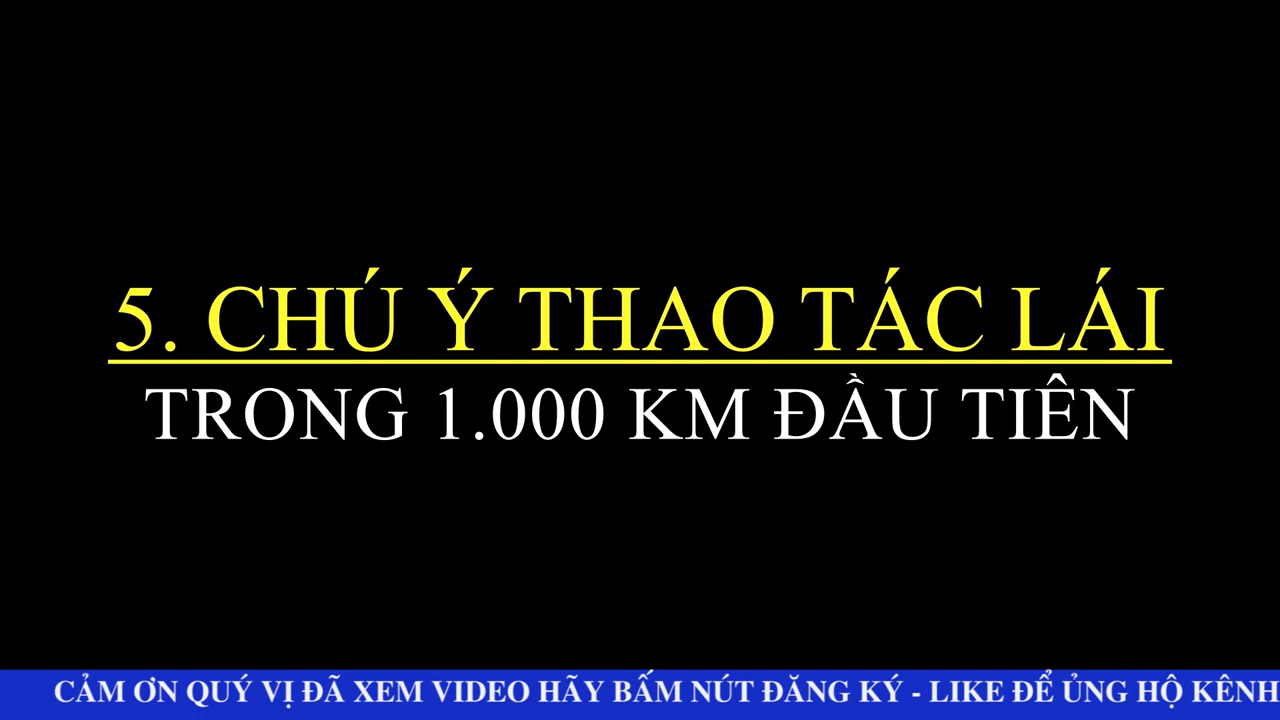 5. CHÚ Ý THAO TÁC LÁI
TRONG 1.000 KM ĐẦU TIÊN
CẢM ƠN QUÝ VỊ ĐÃ XEM VIDEO HÃY BẤM NÚT ĐĂNG KÝ - LIKE ĐỂ ỦNG HỘ KÊNH